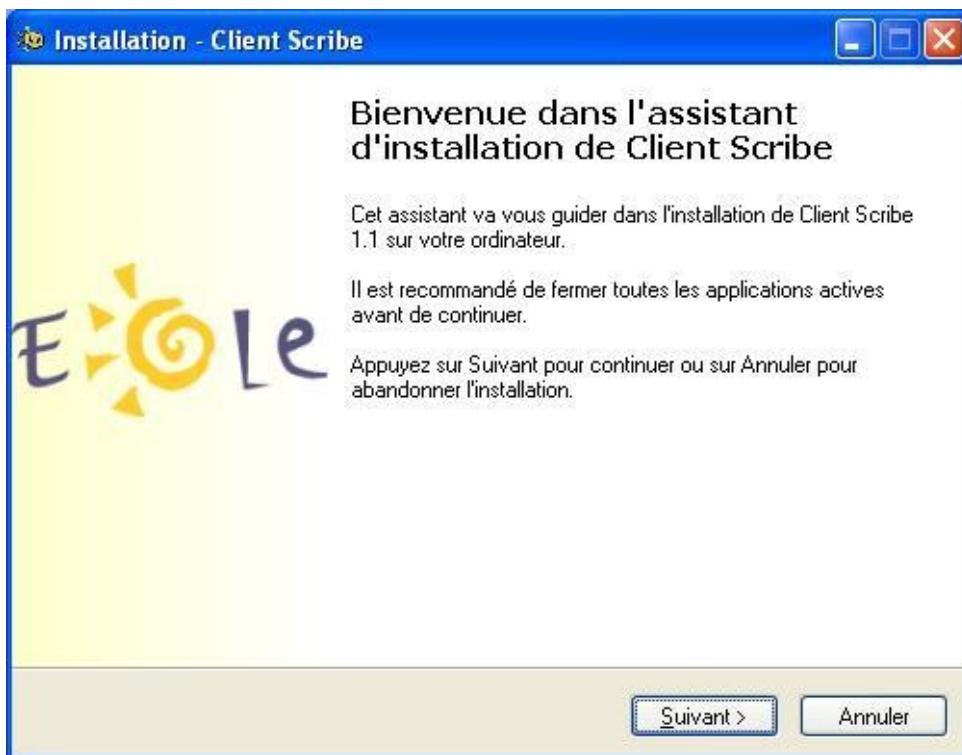 Installation - Client Scribe
Bienvenue dans l'assistant
d'installation de Client Scribe
Cet assistant va vous guider dans l'installation de Client Scribe
1.1 sur votre ordinateur.
Il est recommandé de fermer toutes les applications actives
avant de continuer.
Appuyez sur Suivant pour continuer ou sur Annuler pour
abandonner l'installation.
EOle
Suivant >
Annuler